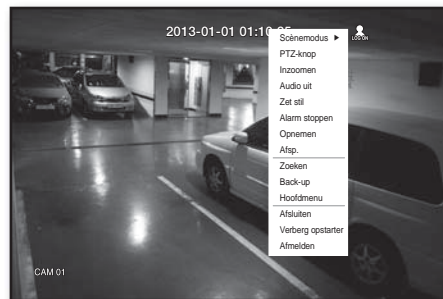 2013-01-01 01:10
LOG ON
Scènemodus
PTZ-knop
Inzoomen
Audio uit
Zet stil
Alarm stoppen
Opnemen
Afsp.
Zoeken
Back-up
Hoofdmenu
Afsluiten
Verberg opstarter
Afmelden
CAM 01